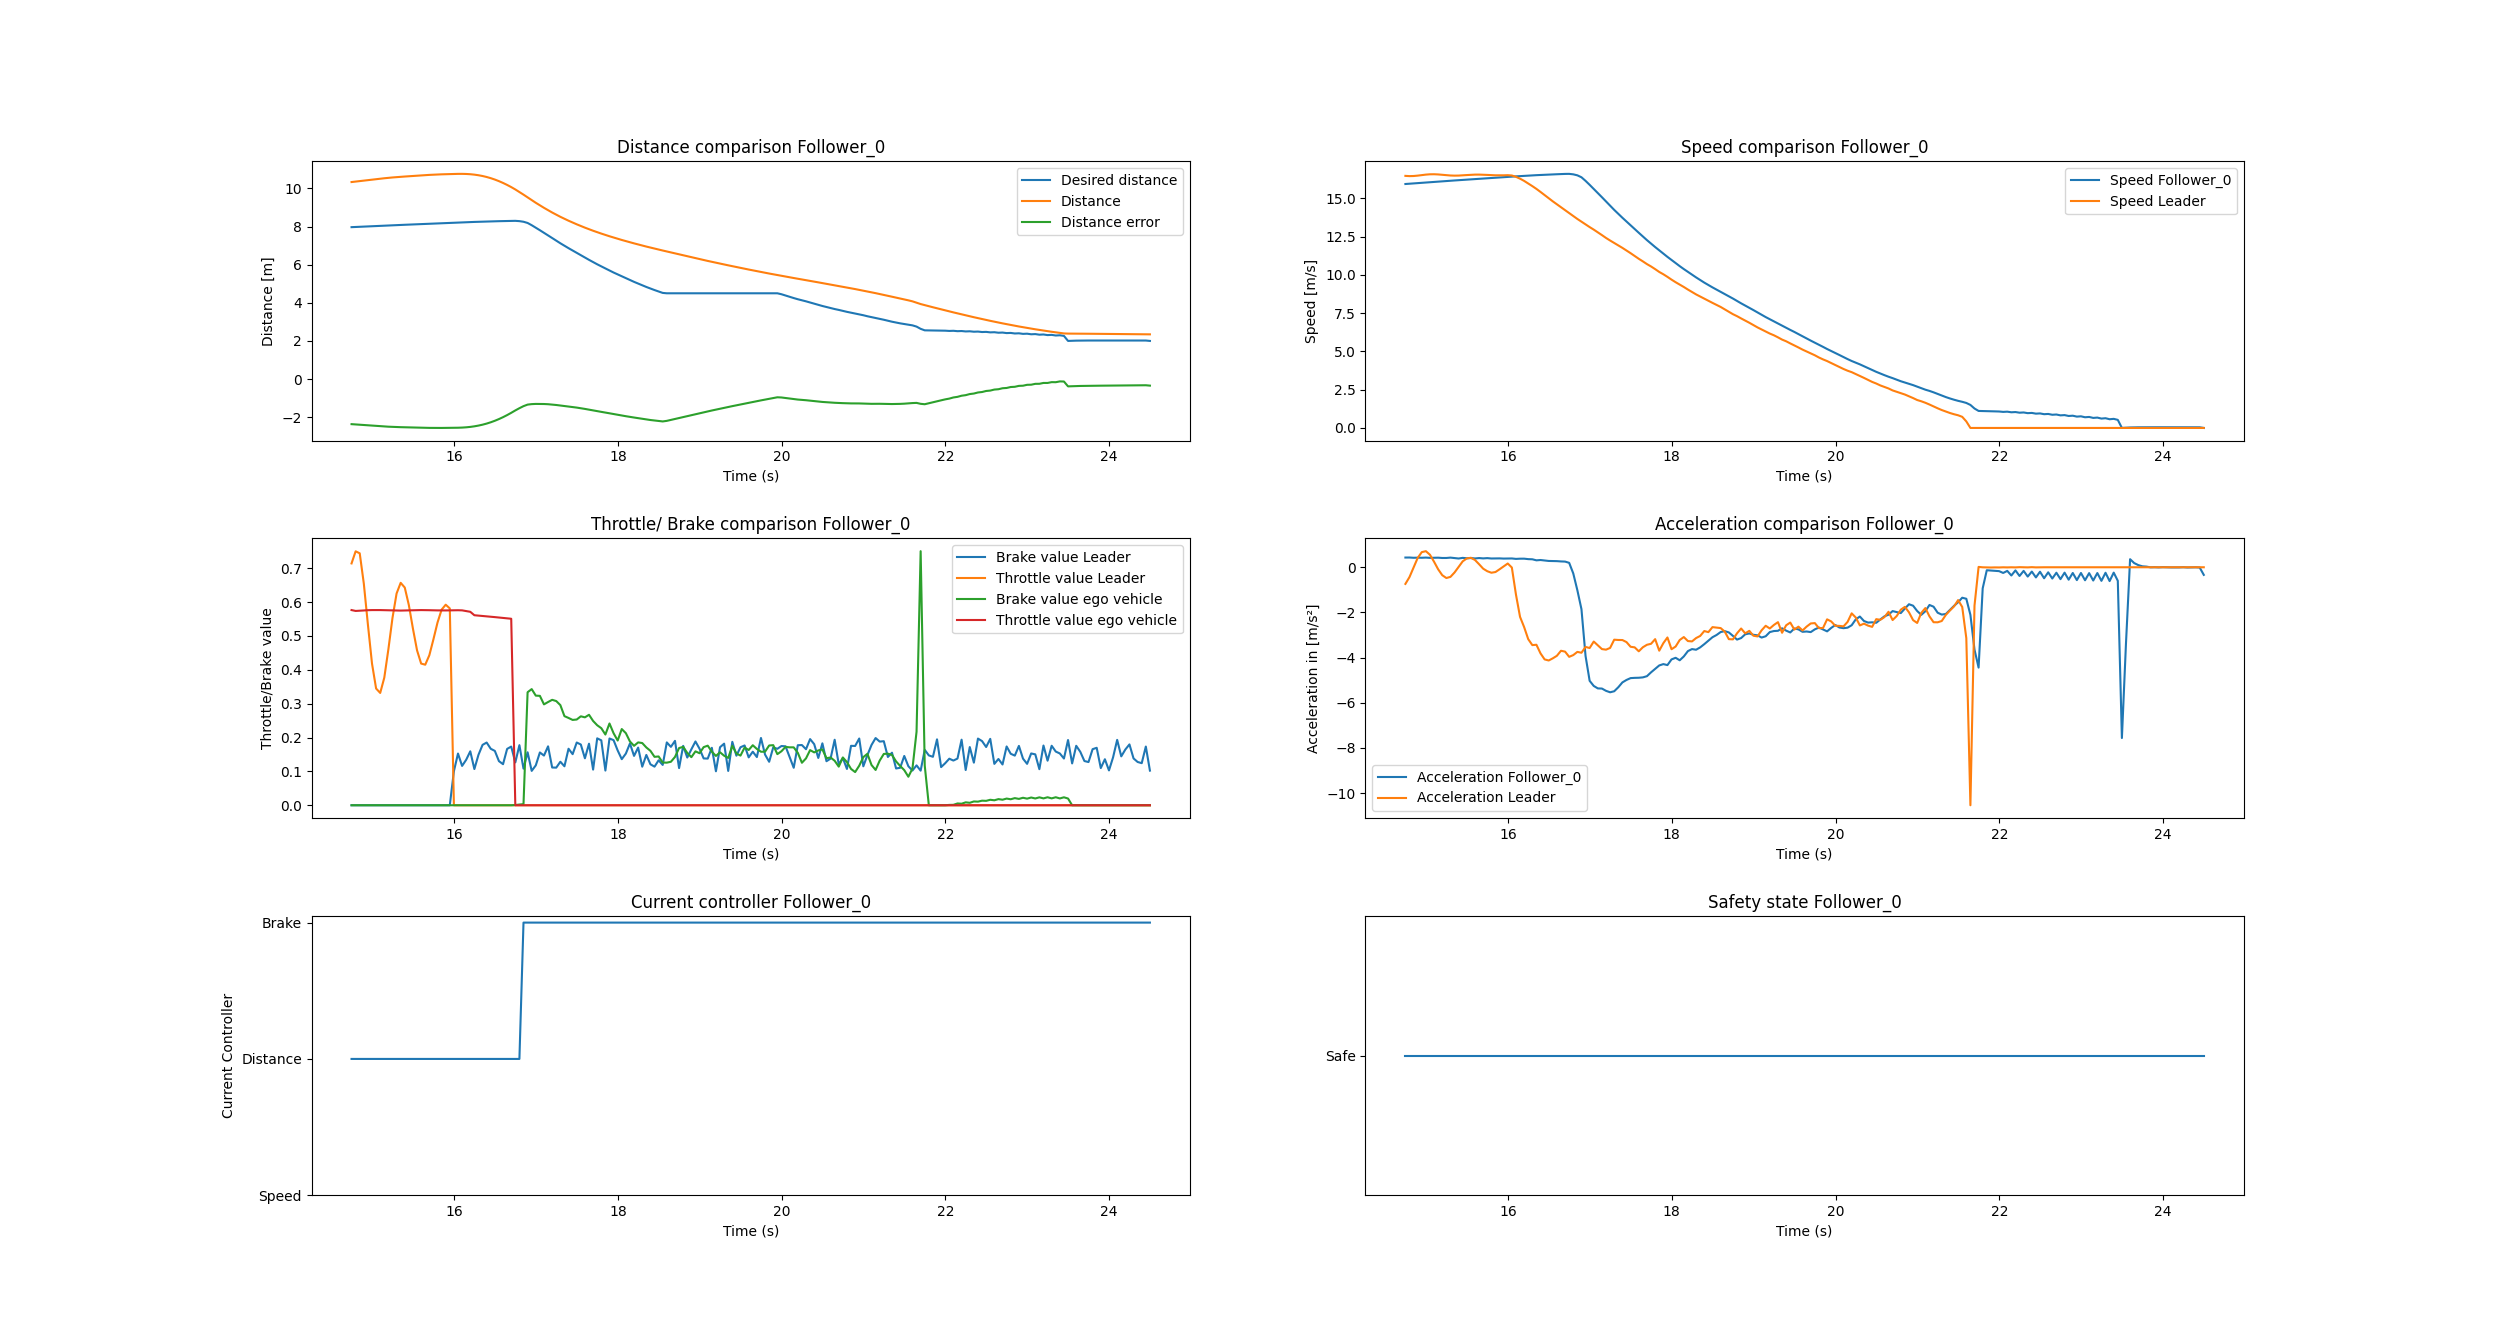 Distance comparison Follower_0
Distance [m]
10
8
6
4
2
0
−2
Desired distance
Distance
Distance error
16 18 20 22 24
Time (s)
Speed comparison Follower_0
Speed [m/s]
15.0
12.5
10.0
7.5
5.0
2.5
0.0
Speed Follower_0
Speed Leader
16 18 20 22 24
Time (s)
Throttle/ Brake comparison Follower_0
Throttle/Brake value
0.7
0.6
0.5
0.4
0.3
0.2
0.1
0.0
Brake value Leader
Throttle value Leader
Brake value ego vehicle
Throttle value ego vehicle
16 18 20 22 24
Time (s)
Acceleration comparison Follower_0
Acceleration in [m/s²]
0
−2
−4
−6
−8
−10
Acceleration Follower_0
Acceleration Leader
16 18 20 22 24
Time (s)
Current controller Follower_0
Current Controller
Brake
Distance
Speed
16 18 20 22 24
Time (s)
Safety state Follower_0
Safe
16 18 20 22 24
Time (s)